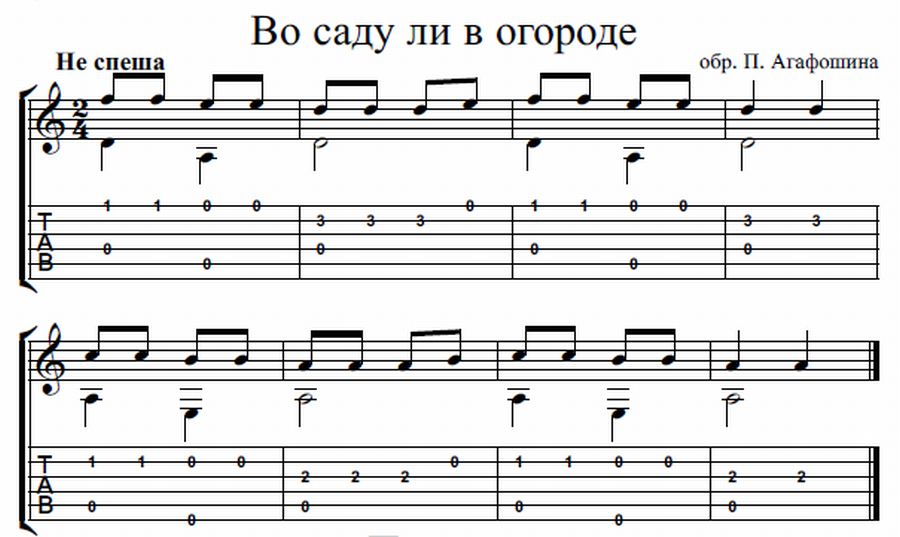 Во саду ли в огороде
Не спеша
обр. П. Агафошина
2
4
1 1 0 0 0 1 1 0 0
T 3 3 3 3 3
A 0 0 0 0
B 0 0
1 1 0 0 0 1 1 0 0
T
A 2 2 2 2 2
B 0 0 0 0
0 0